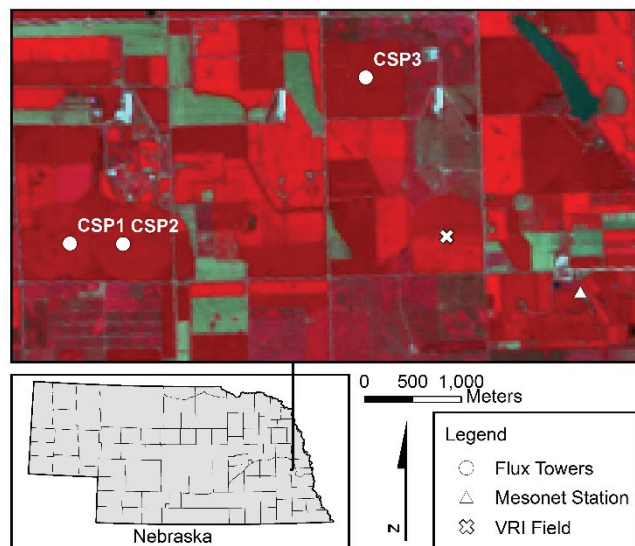 CSP3
CSP1
CSP2
0 500 1,000
Meters
Legend
Flux Towers
Mesonet Station
VRI Field
N
Nebraska